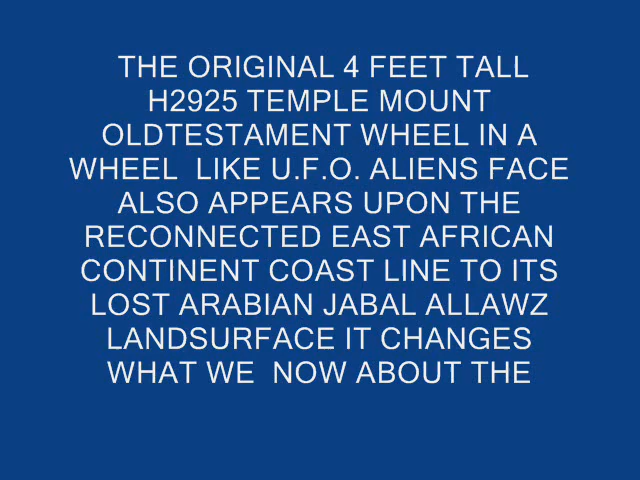 THE ORIGINAL 4 FEET TALL
H2925 TEMPLE MOUNT
OLDTESTAMENT WHEEL IN A
WHEEL  LIKE U.F.O. ALIENS FACE
ALSO APPEARS UPON THE
RECONNECTED EAST AFRICAN
CONTINENT COAST LINE TO ITS
LOST ARABIAN JABAL ALLAWZ
LANDSURFACE IT CHANGES
WHAT WE  NOW ABOUT THE